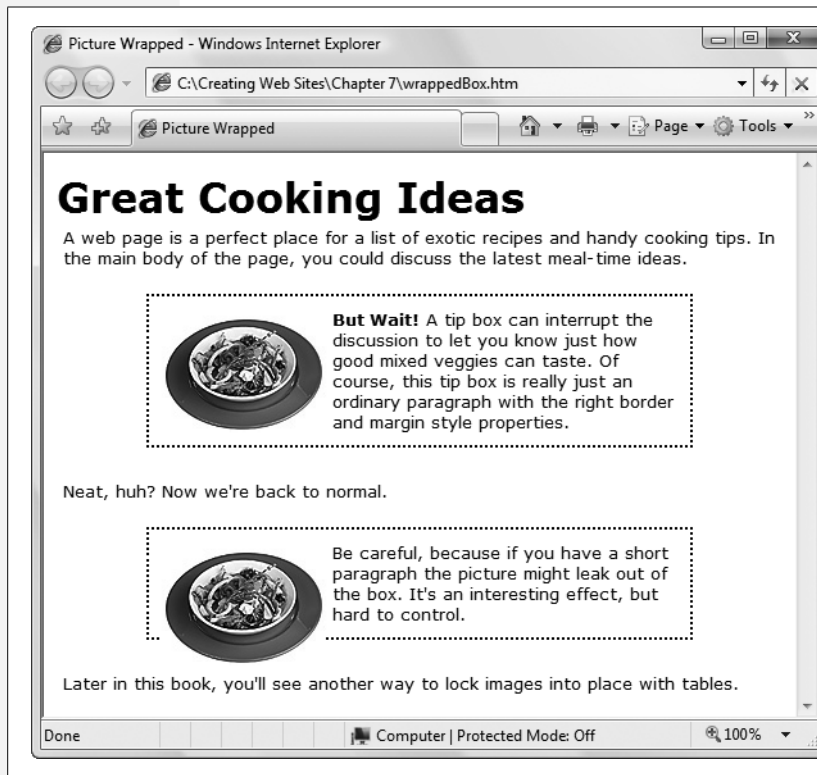 Picture Wrapped - Windows Internet Explorer
C:\Creating Web Sites\Chapter 7\wrappedBox.htm
Picture Wrapped
Page
Tools
Great Cooking Ideas
A web page is a perfect place for a list of exotic recipes and handy cooking tips. In
the main body of the page, you could discuss the latest meal-time ideas.
But Wait! A tip box can interrupt the
discussion to let you know just how
good mixed veggies can taste. Of
course, this tip box is really just an
ordinary paragraph with the right border
and margin style properties.
Neat, huh? Now we're back to normal.
Be careful, because if you have a short
paragraph the picture might leak out of
the box. It's an interesting effect, but
hard to control.
Later in this book, you'll see another way to lock images into place with tables.
Done
Computer | Protected Mode: Off
100%